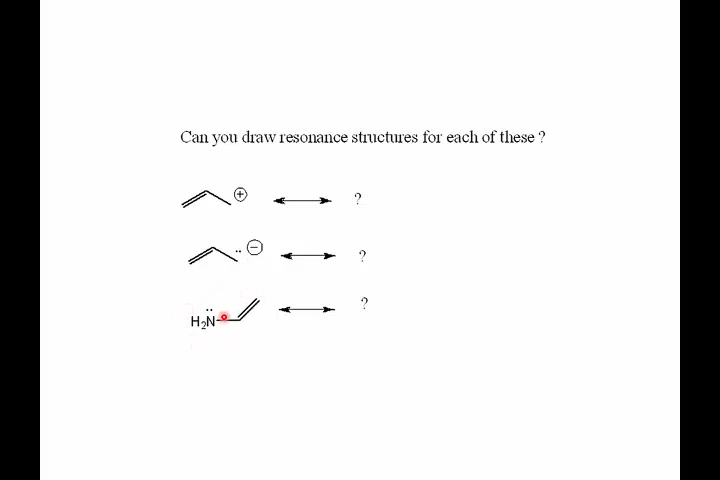 Can you draw resonance structures for each of these ?
⊕ ?
⊖ ?
H₂N ?